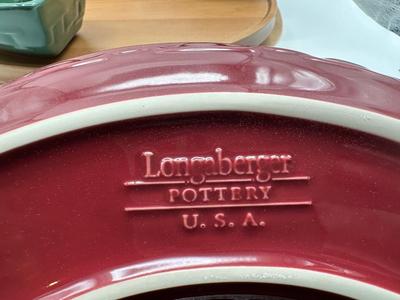 Longaberger
POTTERY
U. S. A.